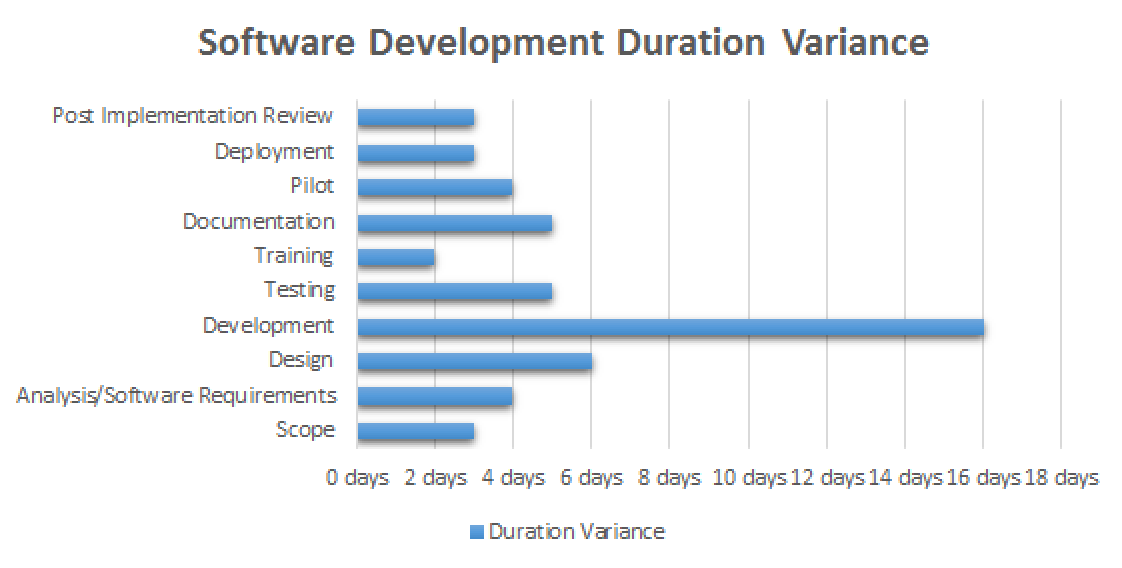 Software Development Duration Variance
Post Implementation Review
Deployment
Pilot
Documentation
Training
Testing
Development
Design
Analysis/Software Requirements
Scope
0 days 2 days 4 days 6 days 8 days 10 days 12 days 14 days 16 days 18 days
Duration Variance